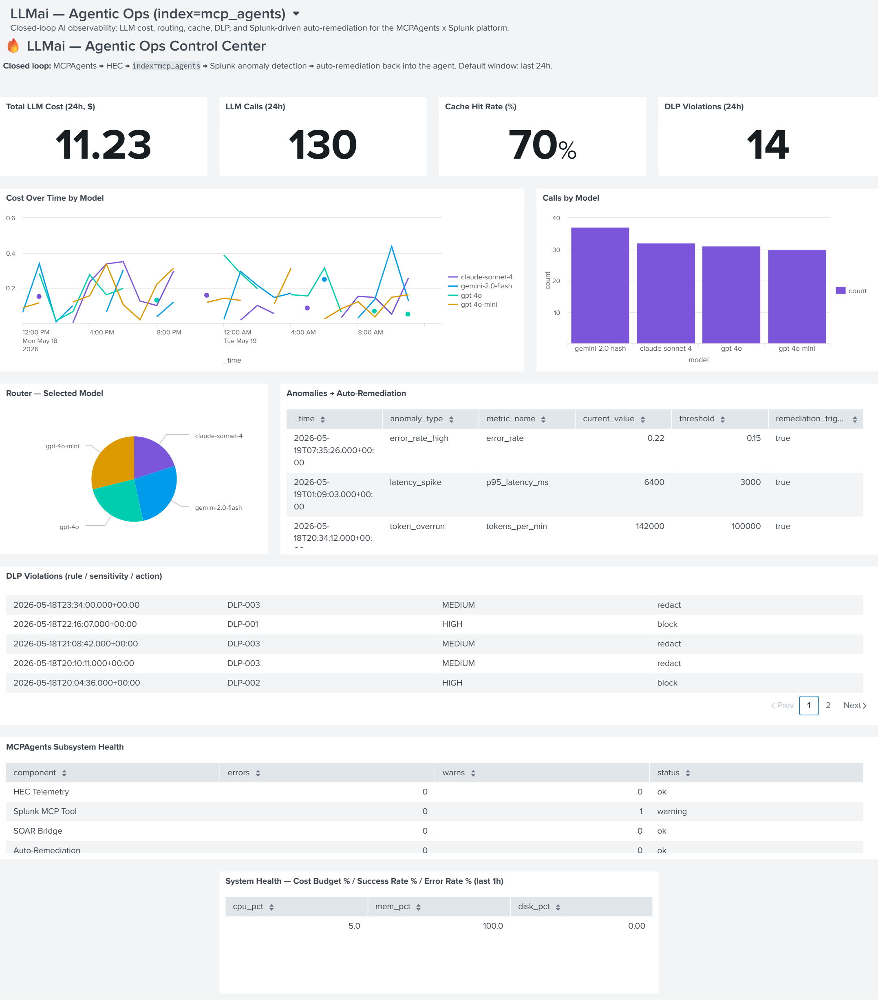 LLMai — Agentic Ops (index=mcp_agents)
Closed-loop AI observability: LLM cost, routing, cache, DLP, and Splunk-driven auto-remediation for the MCPAgents x Splunk platform.
🔥 LLMai — Agentic Ops Control Center
Closed loop: MCPAgents → HEC → index=mcp_agents → Splunk anomaly detection → auto-remediation back into the agent. Default window: last 24h.
Total LLM Cost (24h, $)
11.23
LLM Calls (24h)
130
Cache Hit Rate (%)
70%
DLP Violations (24h)
14
Cost Over Time by Model
0.6
0.4
0.2
12:00 PM
Mon May 18
2026
4:00 PM
8:00 PM
12:00 AM
Tue May 19
4:00 AM
8:00 AM
_time
claude-sonnet-4
gemini-2.0-flash
gpt-4o
gpt-4o-mini
Calls by Model
40
30
20
10
count
gemini-2.0-flash
claude-sonnet-4
gpt-4o
gpt-4o-mini
model
count
Router — Selected Model
claude-sonnet-4
gpt-4o-mini
gemini-2.0-flash
gpt-4o
Anomalies → Auto-Remediation
_time anomaly_type metric_name current_value threshold remediation_trig...
2026-05- error_rate_high error_rate 0.22 0.15 true
19T07:35:26.000+00:
00
2026-05- latency_spike p95_latency_ms 6400 3000 true
19T01:09:03.000+00:
00
2026-05- token_overrun tokens_per_min 142000 100000 true
18T20:34:12.000+00:
DLP Violations (rule / sensitivity / action)
2026-05-18T23:34:00.000+00:00 DLP-003 MEDIUM redact
2026-05-18T22:16:07.000+00:00 DLP-001 HIGH block
2026-05-18T21:08:42.000+00:00 DLP-003 MEDIUM redact
2026-05-18T20:10:11.000+00:00 DLP-003 MEDIUM redact
2026-05-18T20:04:36.000+00:00 DLP-002 HIGH block
Prev 1 2 Next
MCPAgents Subsystem Health
component errors warns status
HEC Telemetry 0 0 ok
Splunk MCP Tool 0 1 warning
SOAR Bridge 0 0 ok
Auto-Remediation 0 0 ok
System Health — Cost Budget % / Success Rate % / Error Rate % (last 1h)
cpu_pct mem_pct disk_pct
5.0 100.0 0.00